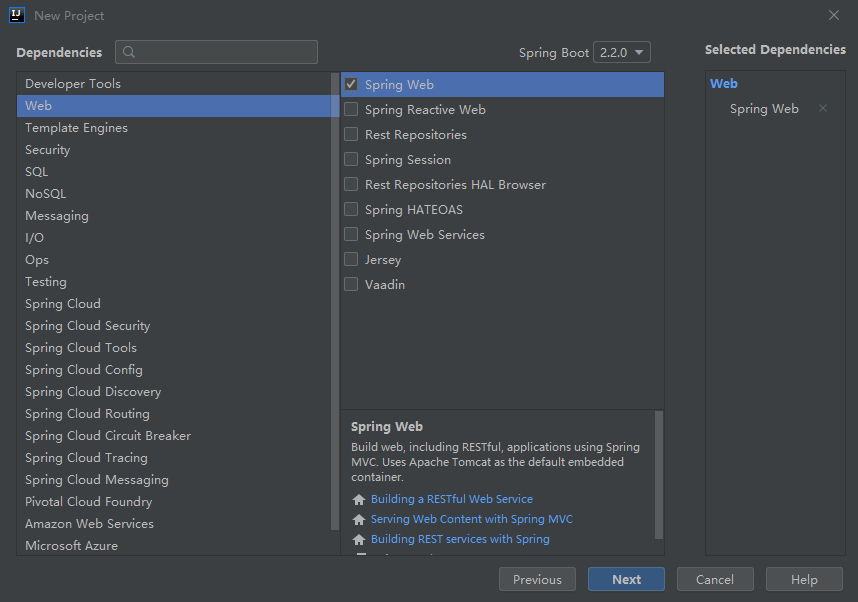 New Project
Dependencies
Spring Boot 2.2.0
Selected Dependencies
Developer Tools
Web
Template Engines
Security
SQL
NoSQL
Messaging
I/O
Ops
Testing
Spring Cloud
Spring Cloud Security
Spring Cloud Tools
Spring Cloud Config
Spring Cloud Discovery
Spring Cloud Routing
Spring Cloud Circuit Breaker
Spring Cloud Tracing
Spring Cloud Messaging
Pivotal Cloud Foundry
Amazon Web Services
Microsoft Azure
Spring Web
Spring Reactive Web
Rest Repositories
Spring Session
Rest Repositories HAL Browser
Spring HATEOAS
Spring Web Services
Jersey
Vaadin
Spring Web
Build web, including RESTful, applications using Spring
MVC. Uses Apache Tomcat as the default embedded
container.
Building a RESTful Web Service
Serving Web Content with Spring MVC
Building REST services with Spring
Web
Spring Web
Previous
Next
Cancel
Help